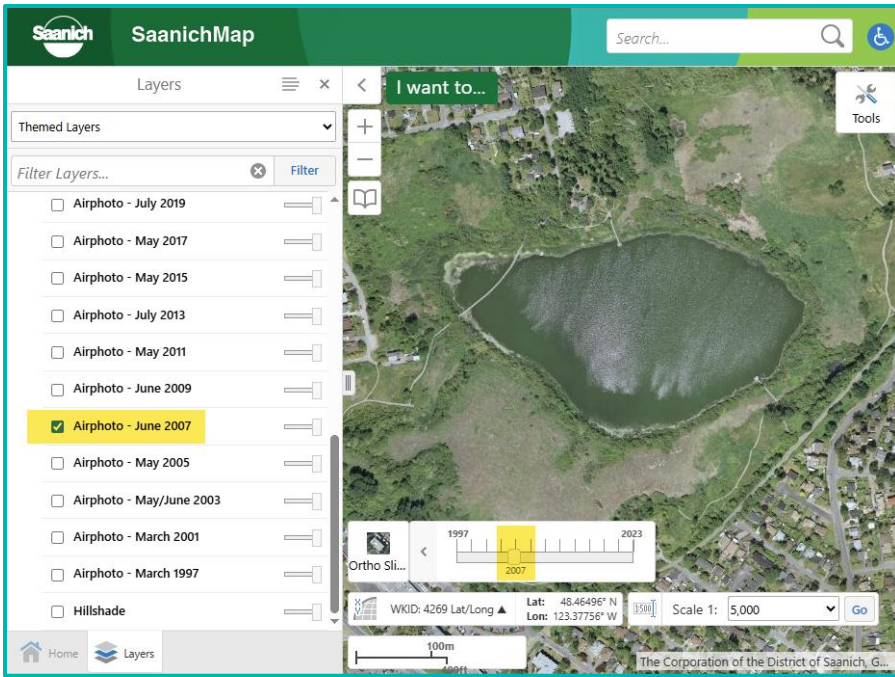 Saanich
SaanichMap
Search...
Layers
I want to...
Tools
Themed Layers
Filter Layers...
Filter
Airphoto - July 2019
Airphoto - May 2017
Airphoto - May 2015
Airphoto - July 2013
Airphoto - May 2011
Airphoto - June 2009
Airphoto - June 2007
Airphoto - May 2005
Airphoto - May/June 2003
Airphoto - March 2001
Airphoto - March 1997
Hillshade
Home
Layers
Ortho Sli...
1997
2023
2007
WKID: 4269 Lat/Long
Lat: 48.46496° N
Lon: 123.37756° W
1:500
Scale 1:
5,000
Go
100m
400ft
The Corporation of the District of Saanich, G...